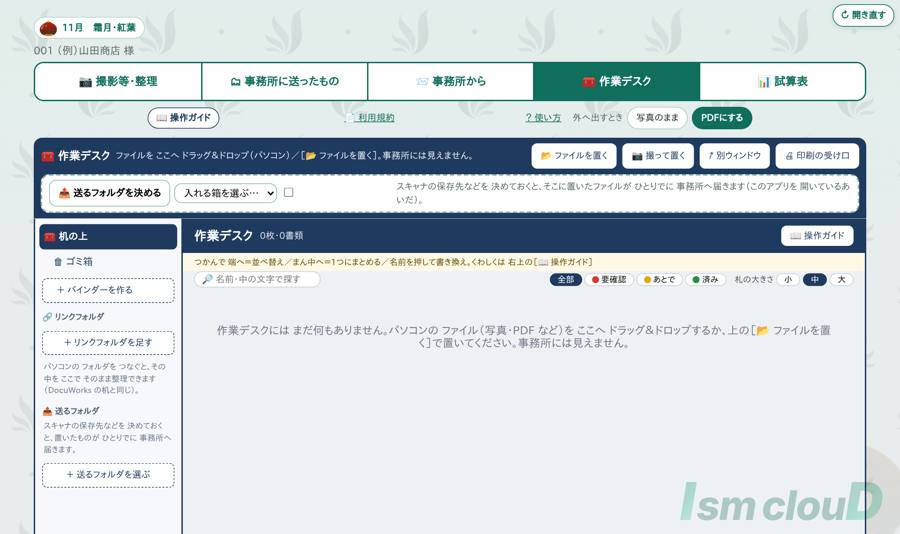 11月 霜月・紅葉
開き直す
001 (例)山田商店 様
撮影等・整理
事務所に送ったもの
事務所から
作業デスク
試算表
操作ガイド
利用規約
? 使い方
外へ出すとき
写真のまま
PDFにする
作業デスク
ファイルを ここへ ドラッグ&ドロップ(パソコン)/[📂 ファイルを置く]。事務所には見えません。
ファイルを置く
撮って置く
⤴ 別ウィンドウ
印刷の受け口
送るフォルダを決める
入れる箱を選ぶ…
スキャナの保存先などを 決めておくと、そこに置いたファイルが ひとりでに 事務所へ届きます(このアプリを 開いているあ
いだ)。
机の上
ゴミ箱
+ バインダーを作る
リンクフォルダ
+ リンクフォルダを足す
パソコンの フォルダを つなぐと、その
中を ここで そのまま整理できます
(DocuWorks の机と同じ)。
送るフォルダ
スキャナの保存先などを 決めておく
と、置いたものが ひとりでに 事務所へ
届きます。
+ 送るフォルダを選ぶ
作業デスク 0枚・0書類
操作ガイド
つかんで 端へ=並べ替え/まん中へ=1つにまとめる/名前を押して書き換え。くわしくは 右上の[📖 操作ガイド]
名前・中の文字で探す
全部
要確認
あとで
済み
札の大きさ
小
中
大
作業デスクには まだ何もありません。パソコンの ファイル(写真・PDF など)を ここへ ドラッグ&ドロップするか、上の[📂 ファイルを置
く]で置いてください。事務所には見えません。
Ism clouD